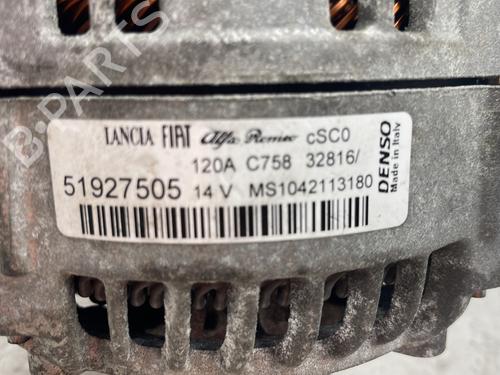 B-PARTS
LANCIA FIAT Alfa Romeo cSC0
120A C758 32816/
51927505 14 V MS1042113180
DENSO
Made in Italy